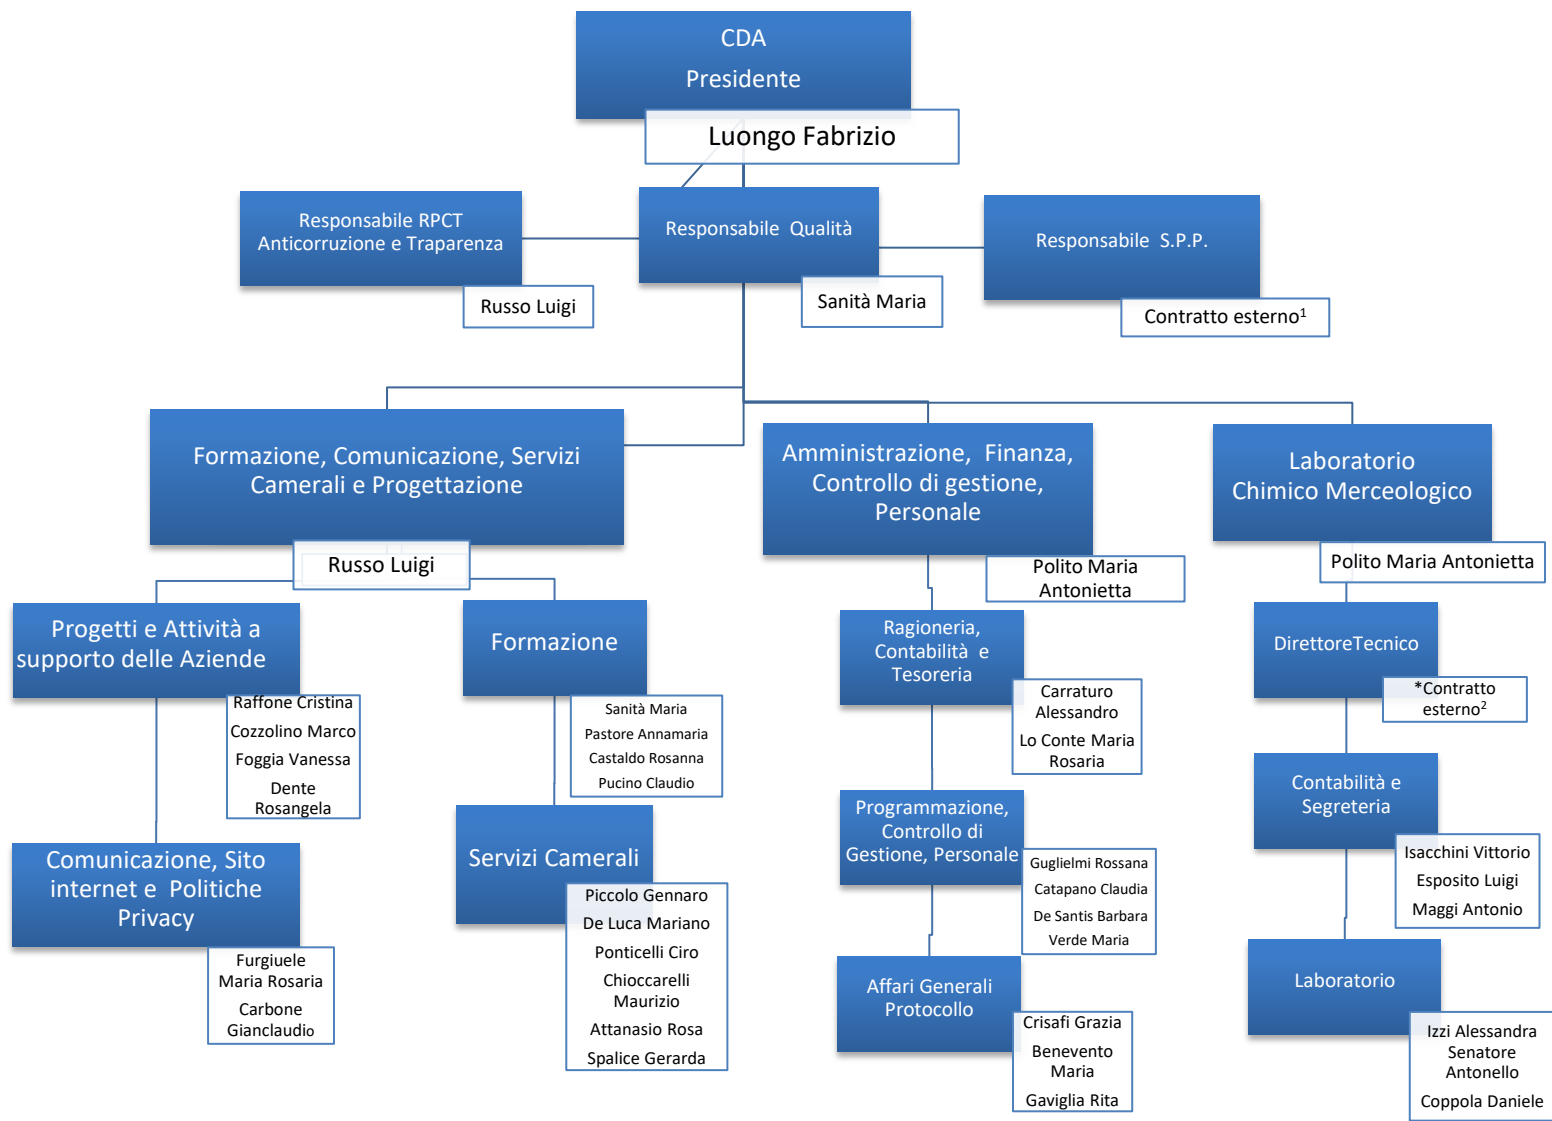 CDA
Presidente
Luongo Fabrizio
Responsabile RPCT
Anticorruzione e Traparenza
Russo Luigi
Responsabile Qualità
Sanità Maria
Responsabile S.P.P.
Contratto esterno¹
Formazione, Comunicazione, Servizi
Camerali e Progettazione
Russo Luigi
Amministrazione, Finanza,
Controllo di gestione,
Personale
Polito Maria
Antonietta
Laboratorio
Chimico Merceologico
Polito Maria Antonietta
Progetti e Attività a
supporto delle Aziende
Raffone Cristina
Cozzolino Marco
Foggia Vanessa
Dente
Rosangela
Formazione
Sanità Maria
Pastore Annamaria
Castaldo Rosanna
Pucino Claudio
Ragioneria,
Contabilità e
Tesoreria
Carraturo
Alessandro
Lo Conte Maria
Rosaria
DirettoreTecnico
*Contratto
esterno²
Comunicazione, Sito
internet e Politiche
Privacy
Furgiuele
Maria Rosaria
Carbone
Gianclaudio
Servizi Camerali
Piccolo Gennaro
De Luca Mariano
Ponticelli Ciro
Chioccarelli
Maurizio
Attanasio Rosa
Spalice Gerarda
Programmazione,
Controllo di
Gestione, Personale
Guglielmi Rossana
Catapano Claudia
De Santis Barbara
Verde Maria
Contabilità e
Segreteria
Isacchini Vittorio
Esposito Luigi
Maggi Antonio
Affari Generali
Protocollo
Crisafi Grazia
Benevento
Maria
Gaviglia Rita
Laboratorio
Izzi Alessandra
Senatore
Antonello
Coppola Daniele